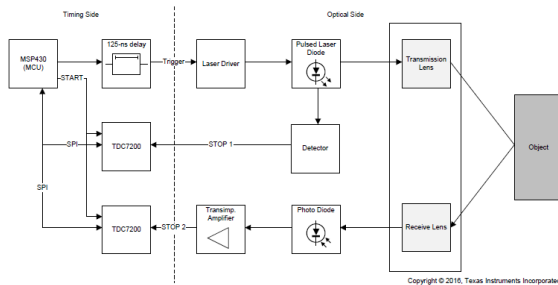 Timing Side
Optical Side
MSP430
(MCU)
125-ns delay
Trigger
Laser Driver
Pulsed Laser
Diode
Transmission
Lens
START
SPI
TDC7200
STOP 1
Detector
Object
SPI
TDC7200
STOP 2
Transimp.
Amplifier
Photo Diode
Receive Lens
Copyright © 2016, Texas Instruments Incorporated